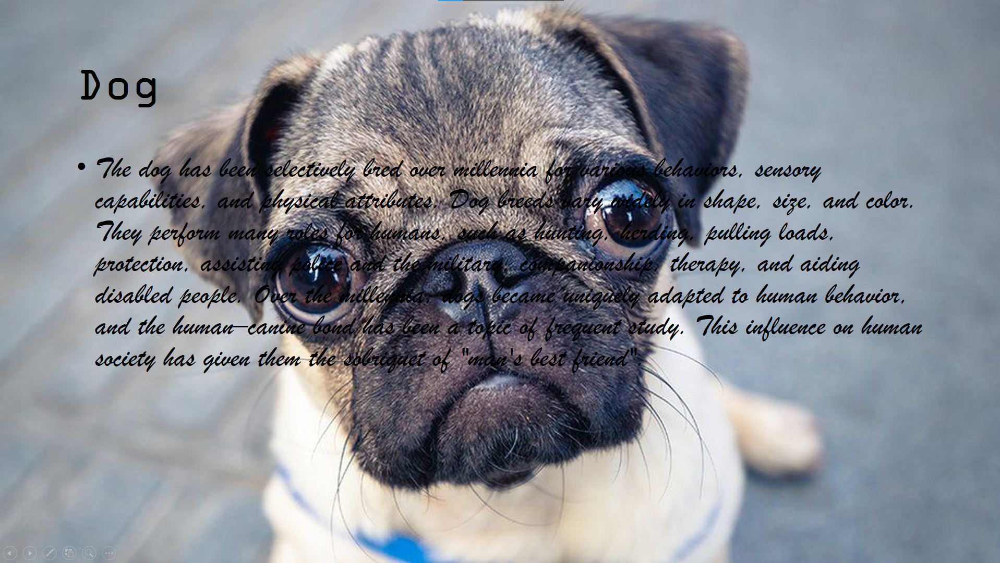 Dog
• The dog has been selectively bred over millennia for various behaviors, sensory
capabilities, and physical attributes. Dog breeds vary widely in shape, size, and color.
They perform many roles for humans, such as hunting, herding, pulling loads,
protection, assisting police and the military, companionship, therapy, and aiding
disabled people. Over the millennia, dogs became uniquely adapted to human behavior,
and the human–canine bond has been a topic of frequent study. This influence on human
society has given them the sobriquet of "man's best friend".